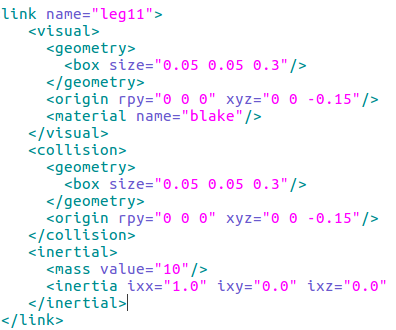 link name="leg11">
<visual>
<geometry>
<box size="0.05 0.05 0.3"/>
</geometry>
<origin rpy="0 0 0" xyz="0 0 -0.15"/>
<material name="blake"/>
</visual>
<collision>
<geometry>
<box size="0.05 0.05 0.3"/>
</geometry>
<origin rpy="0 0 0" xyz="0 0 -0.15"/>
</collision>
<inertial>
<mass value="10"/>
<inertia ixx="1.0" ixy="0.0" ixz="0.0"
</inertial>
</link>